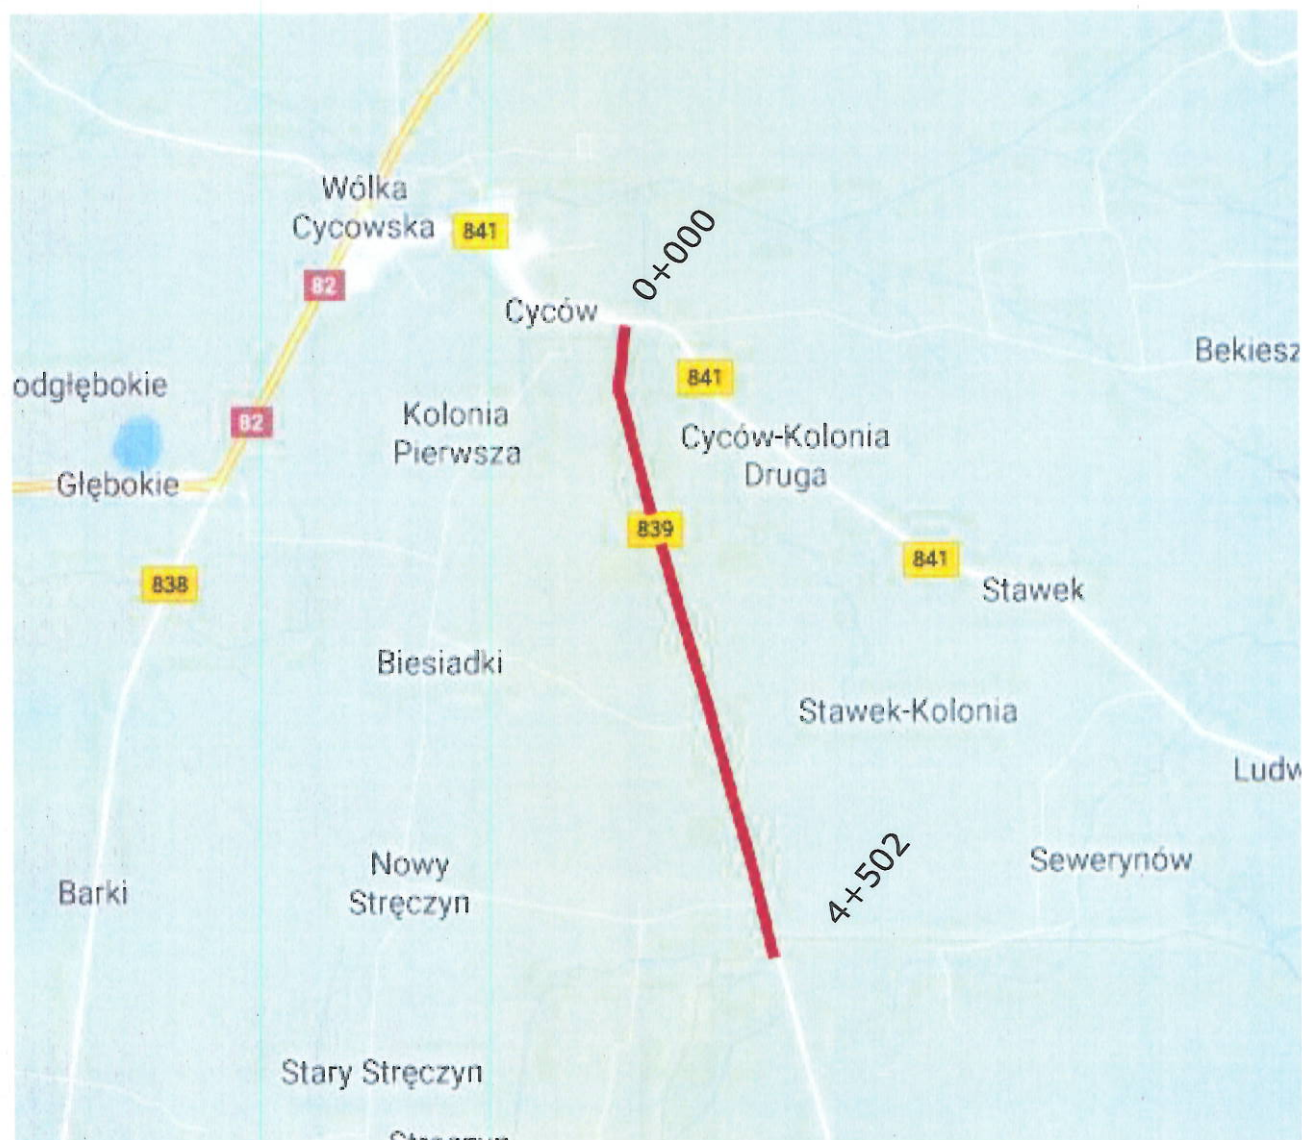 Wólka
Cycowska
841
0+000
82
Cyców
Bekiesz
841
odgłębokie
82
Kolonia
Pierwsza
Cyców-Kolonia
Druga
Głębokie
839
841
838
Stawek
Biesiadki
Stawek-Kolonia
Ludw
4+502
Nowy
Stręczyn
Sewerynów
Barki
Stary Stręczyn